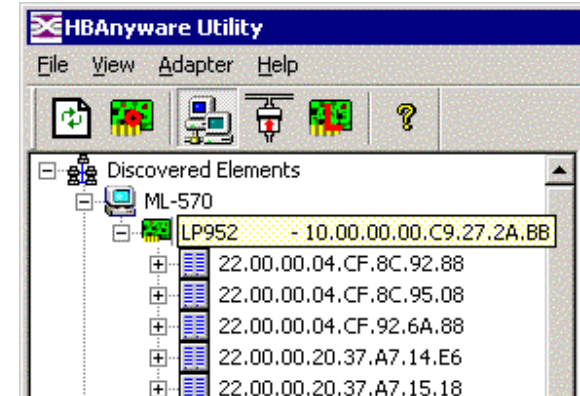 HBAnyware Utility
File View Adapter Help
Discovered Elements
ML-570
LP952 - 10.00.00.00.C9.27.2A.BB
22.00.00.04.CF.8C.92.88
22.00.00.04.CF.8C.95.08
22.00.00.04.CF.92.6A.88
22.00.00.20.37.A7.14.E6
22.00.00.20.37.A7.15.18